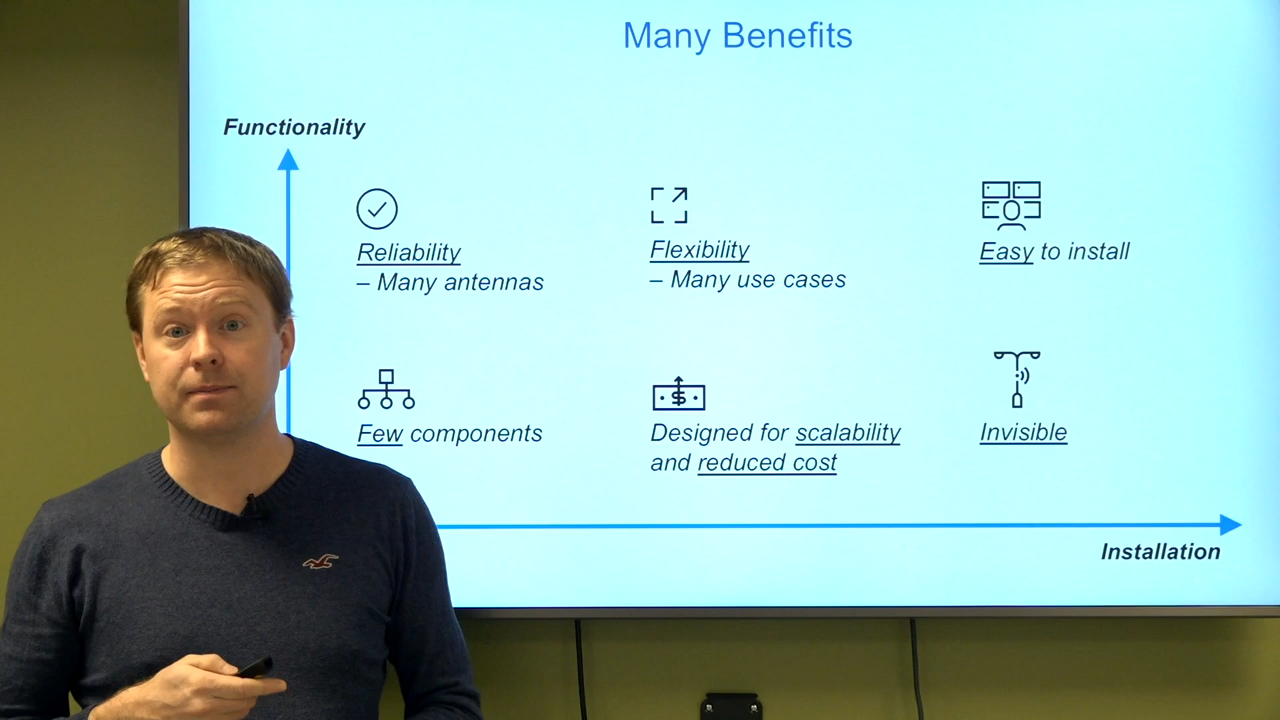 Many Benefits
Functionality
Reliability
– Many antennas
Flexibility
– Many use cases
Easy to install
Few components
Designed for scalability
and reduced cost
Invisible
Installation